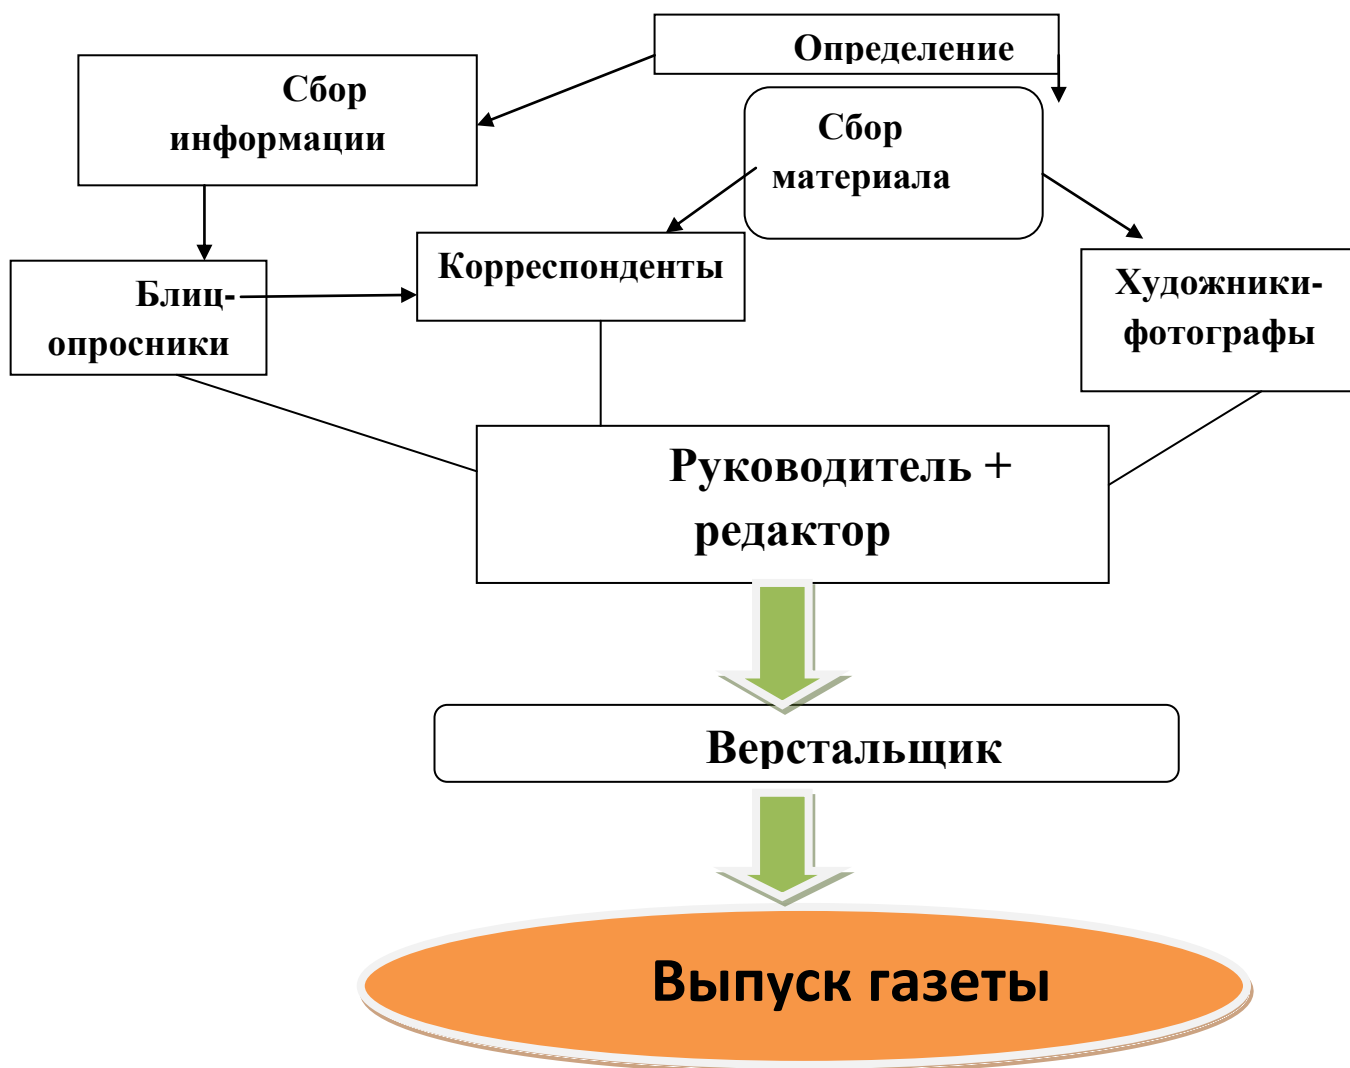 Определение
Сбор
информации
Сбор
материала
Корреспонденты
Блиц-
опросники
Художники-
фотографы
Руководитель +
редактор
Верстальщик
Выпуск газеты